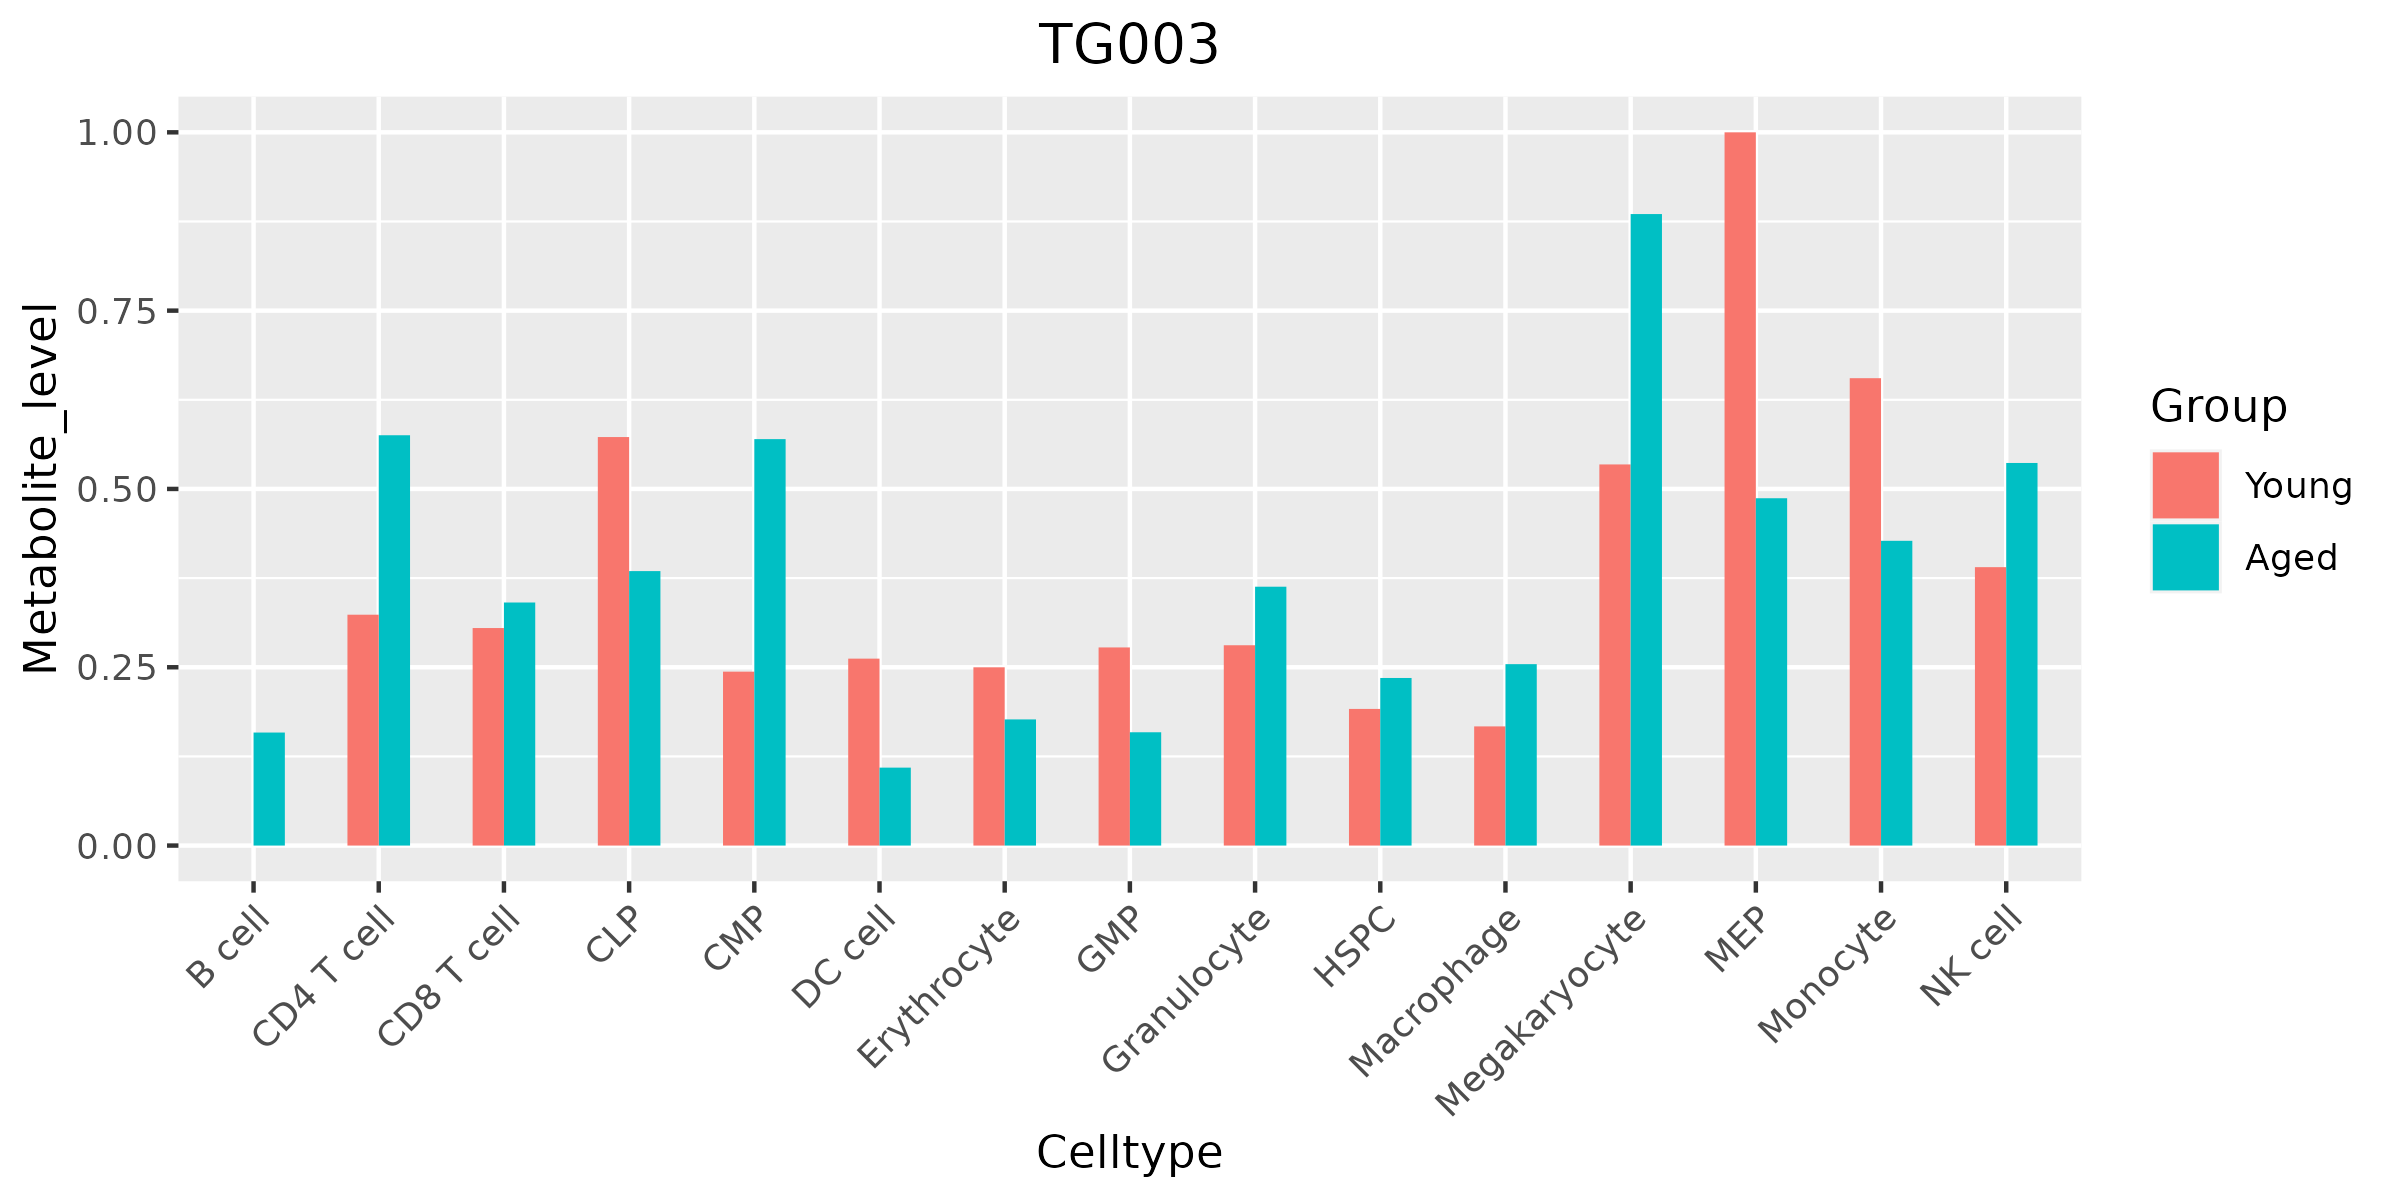 TG003
Metabolite_level
1.00
0.75
0.50
0.25
0.00
B cell
CD4 T cell
CD8 T cell
CLP
CMP
DC cell
Erythrocyte
GMP
Granulocyte
HSPC
Macrophage
Megakaryocyte
MEP
Monocyte
NK cell
Celltype
Group
Young
Aged